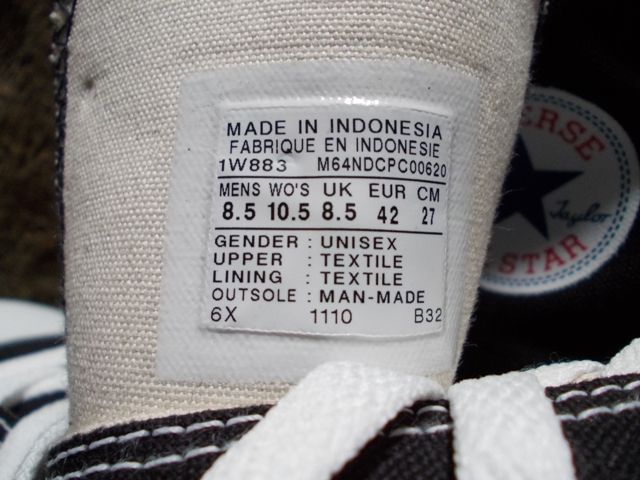 MADE IN INDONESIA
FABRIQUE EN INDONESIE
1W883 M64NDCPC00620
MENS WO'S UK EUR CM
8.5 10.5 8.5 42 27
GENDER : UNISEX
UPPER : TEXTILE
LINING : TEXTILE
OUTSOLE : MAN-MADE
6X 1110 B32
ERSE
Taylor
STAR